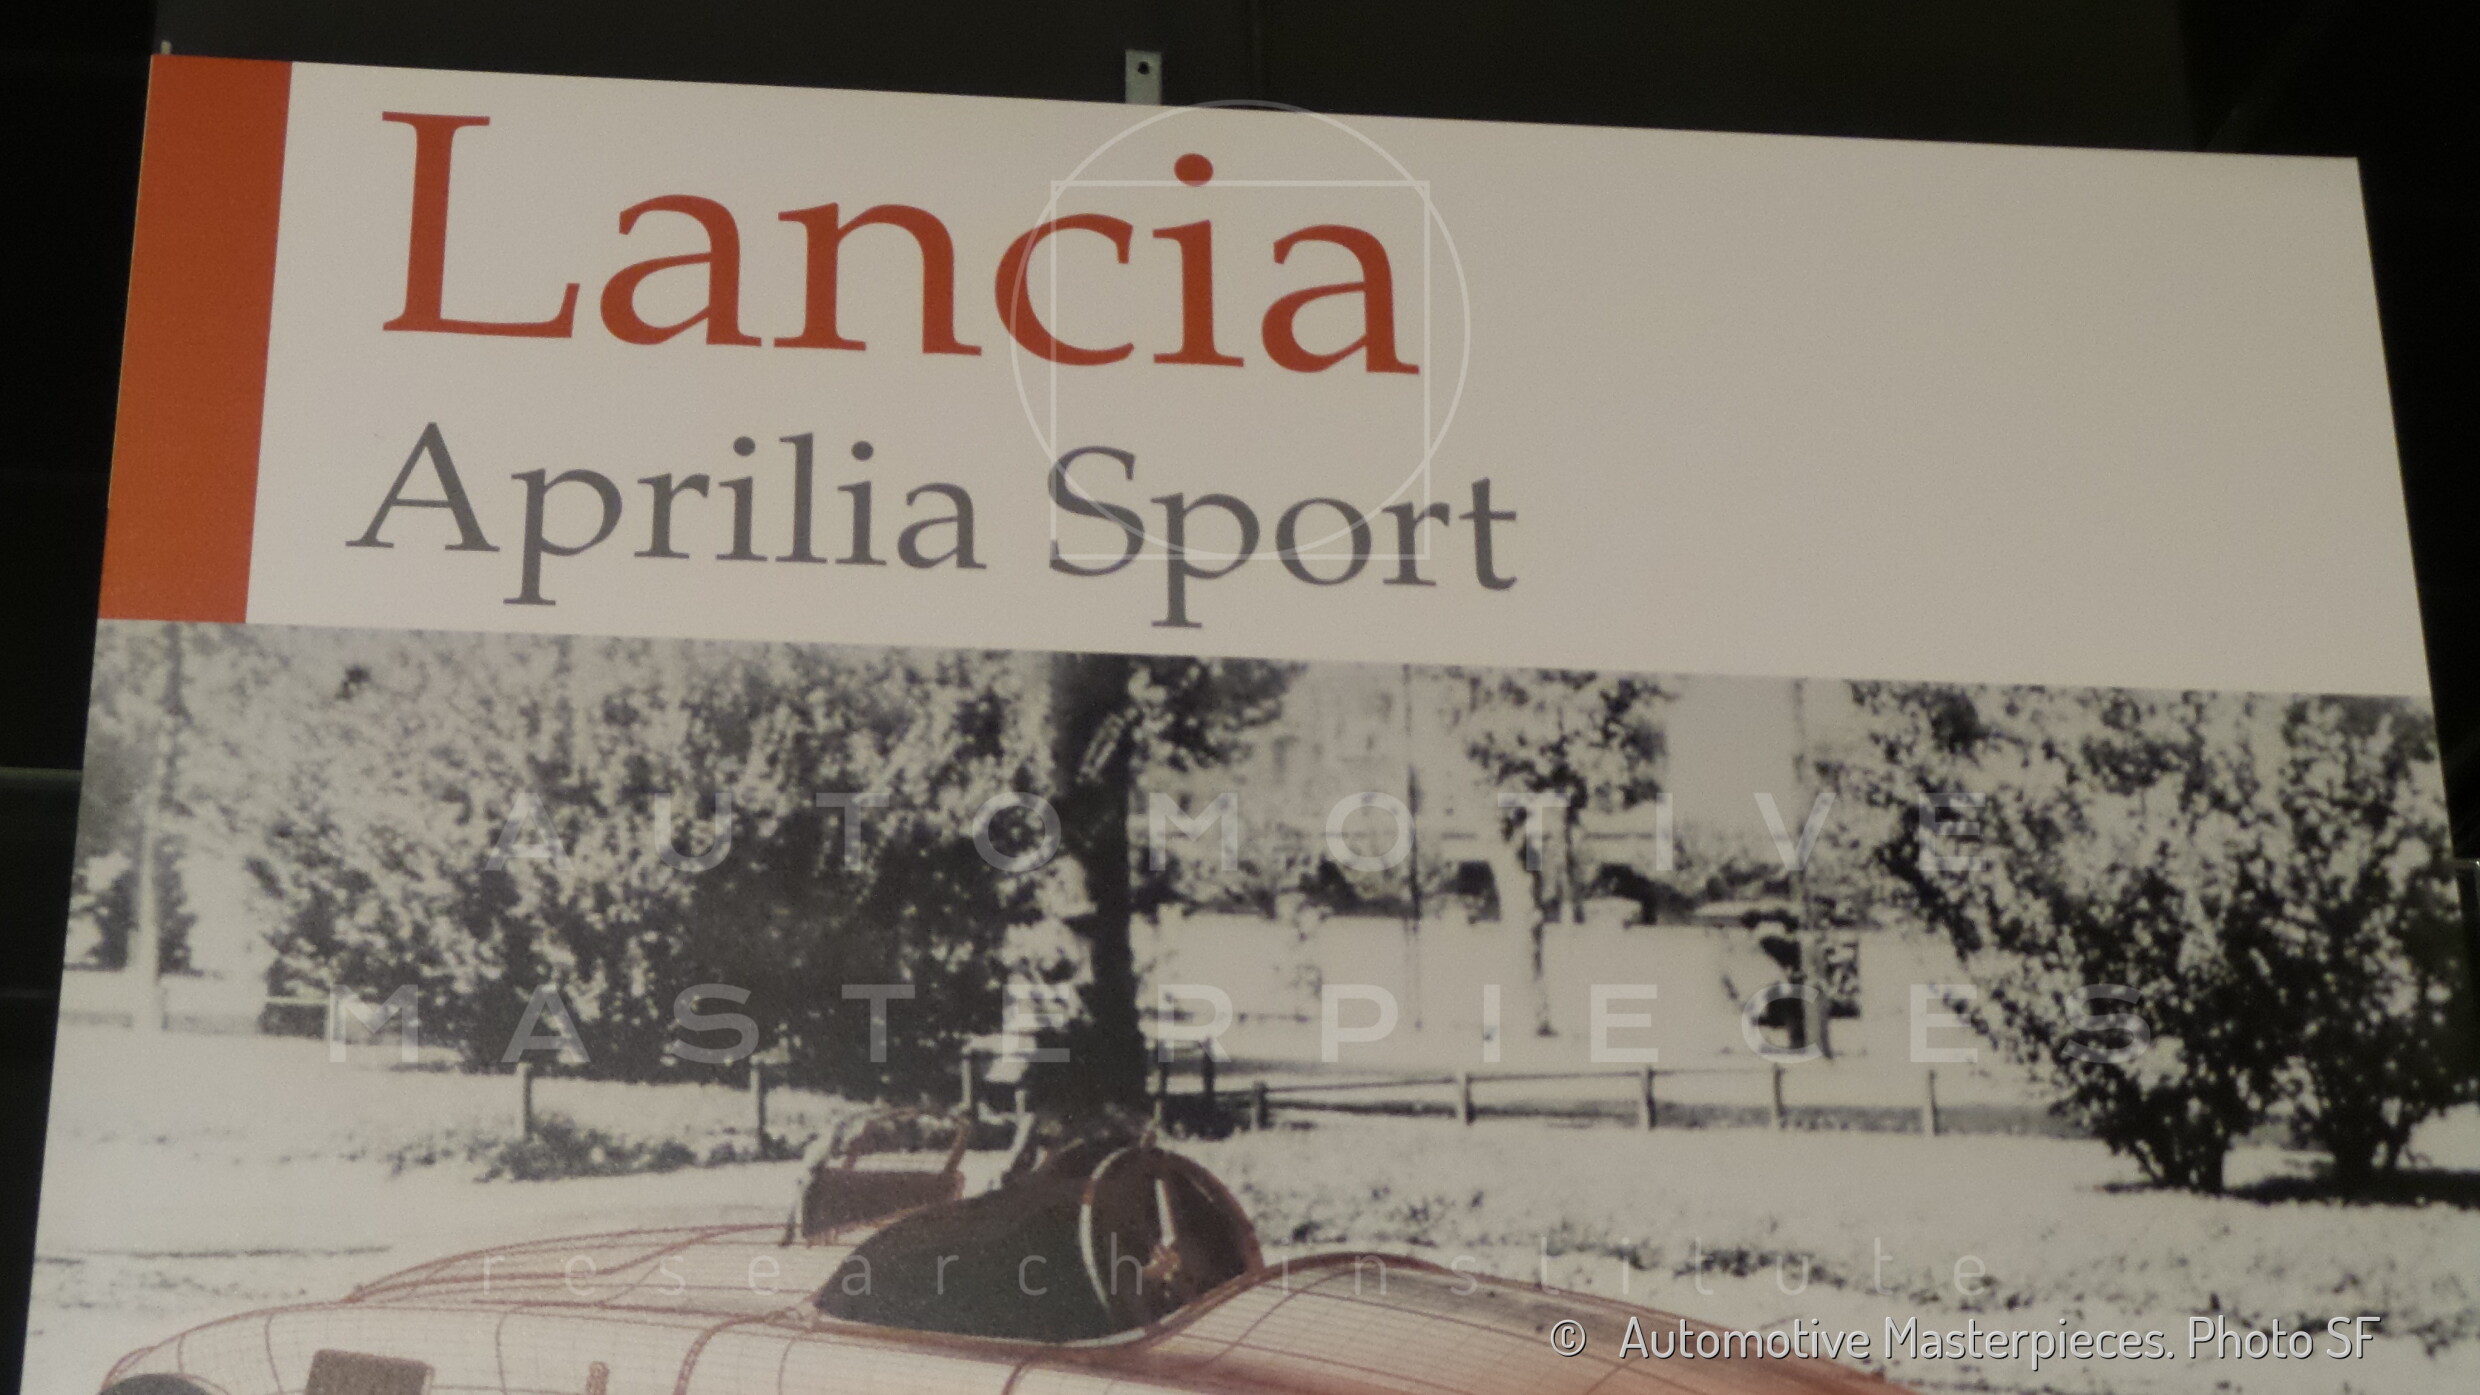 Lancia
Aprilia Sport
AUTOMOTIVE
MASTERPIECES
research institute
© Automotive Masterpieces. Photo SF